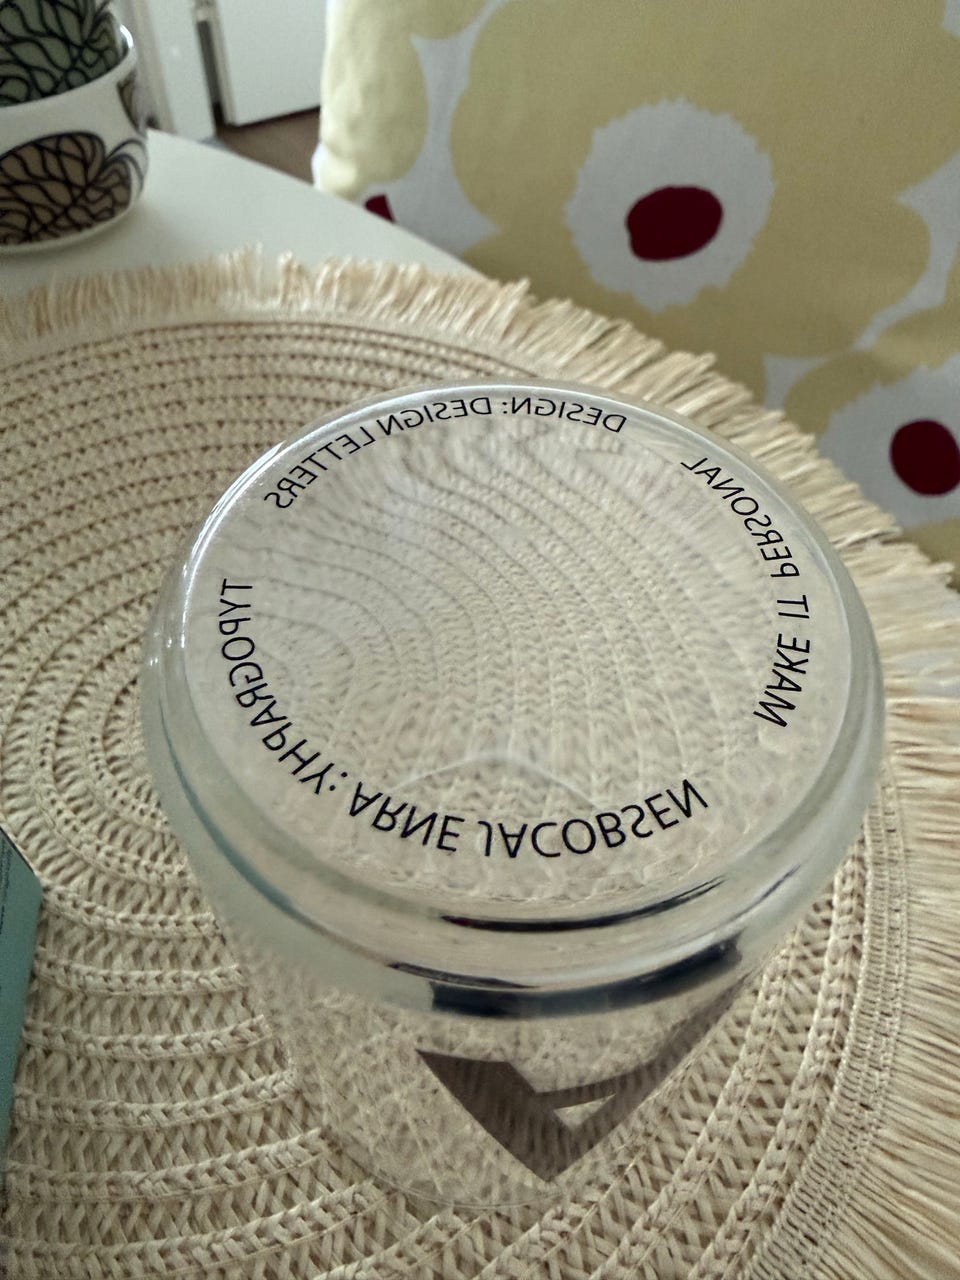 DESIGN: DESIGN LETTERS
TYPOGRAPHY: ARNE JACOBSEN
MAKE IT PERSONAL
A